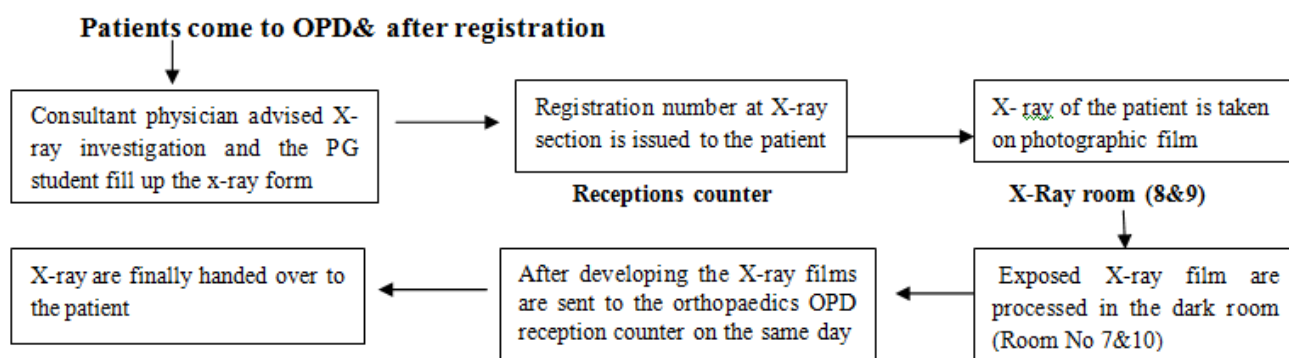 Patients come to OPD& after registration
Consultant physician advised X-
ray investigation and the PG
student fill up the x-ray form
Registration number at X-ray
section is issued to the patient
Receptions counter
X- ray of the patient is taken
on photographic film
X-Ray room (8&9)
Exposed X-ray film are
processed in the dark room
(Room No 7&10)
After developing the X-ray films
are sent to the orthopaedics OPD
reception counter on the same day
X-ray are finally handed over to
the patient